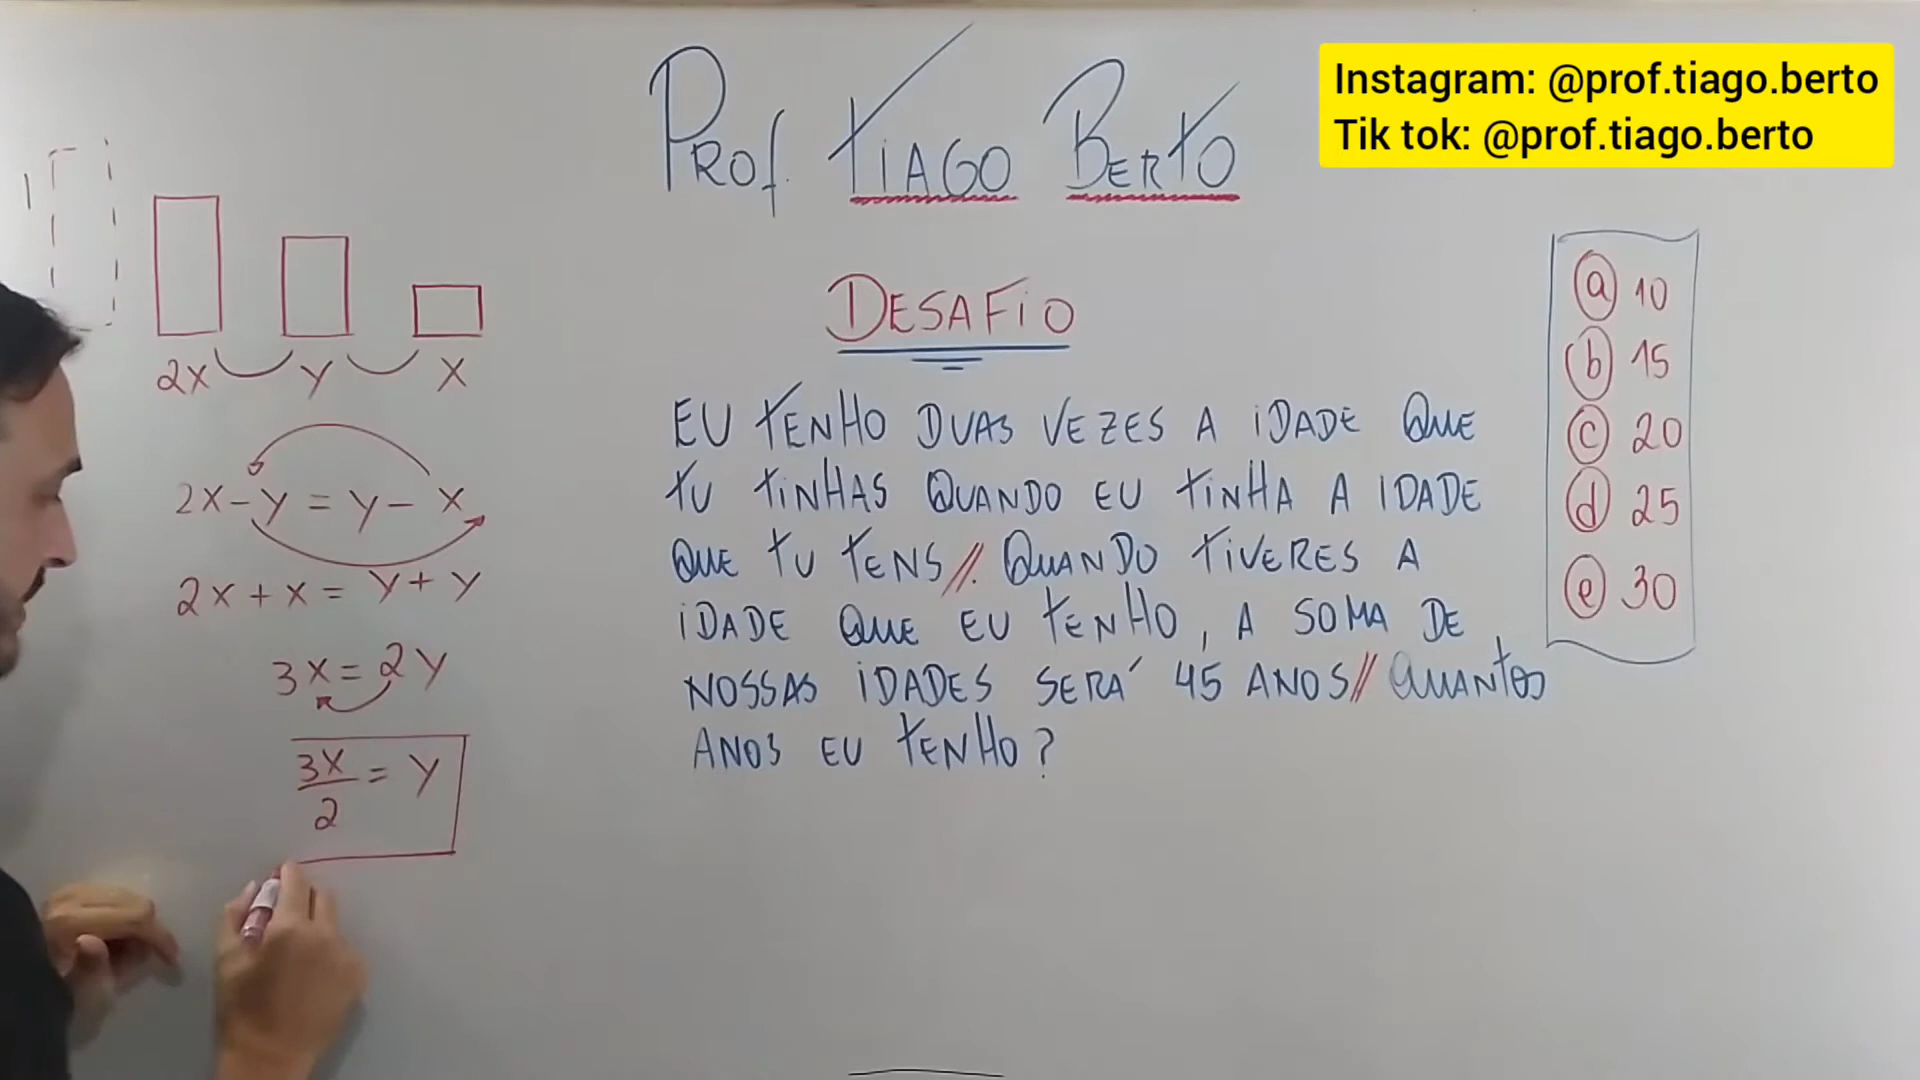 Instagram: @prof.tiago.berto
Tik tok: @prof.tiago.berto
PROF. TIAGO BERTO
DESAFIO
EU TENHO DUAS VEZES A IDADE QUE
TU TINHAS QUANDO EU TINHA A IDADE
QUE TU TENS//. QUANDO TIVERES A
IDADE QUE EU TENHO, A SOMA DE
NOSSAS IDADES SERÁ 45 ANOS// QUANTOS
ANOS EU TENHO?
a 10
b 15
c 20
d 25
e 30
2x y x
2x - y = y - x
2x + x = y + y
3x = 2y
3x/2 = y